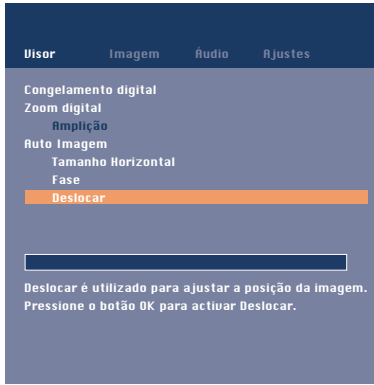 Visor Imagem Áudio Ajustes
Congelamento digital
Zoom digital
Amplição
Auto Imagem
Tamanho Horizontal
Fase
Deslocar
Deslocar é utilizado para ajustar a posição da imagem.
Pressione o botão OK para activar Deslocar.